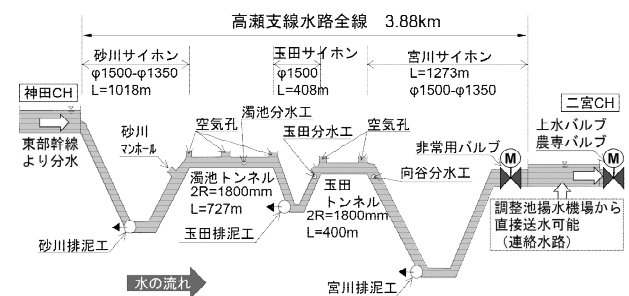 高瀬支線水路全線 3.88km
砂川サイホン
φ1500-φ1350
L=1018m
玉田サイホン
φ1500
L=408m
宮川サイホン
L=1273m
φ1500-φ1350
神田CH
二宮CH
東部幹線
より分水
砂川
マンホール
空気孔
濁池分水工
玉田分水工
空気孔
非常用バルブ
向谷分水工
上水バルブ
農専バルブ
M
M
濁池トンネル
2R=1800mm
L=727m
玉田
トンネル
2R=1800mm
L=400m
調整池揚水機場から
直接送水可能
(連絡水路)
砂川排泥工
玉田排泥工
宮川排泥工
水の流れ